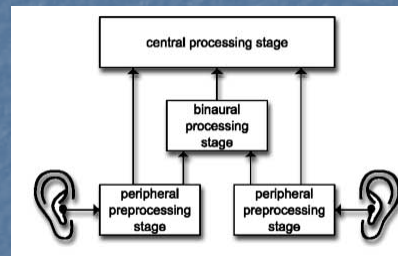 central processing stage
binaural
processing
stage
peripheral
preprocessing
stage
peripheral
preprocessing
stage